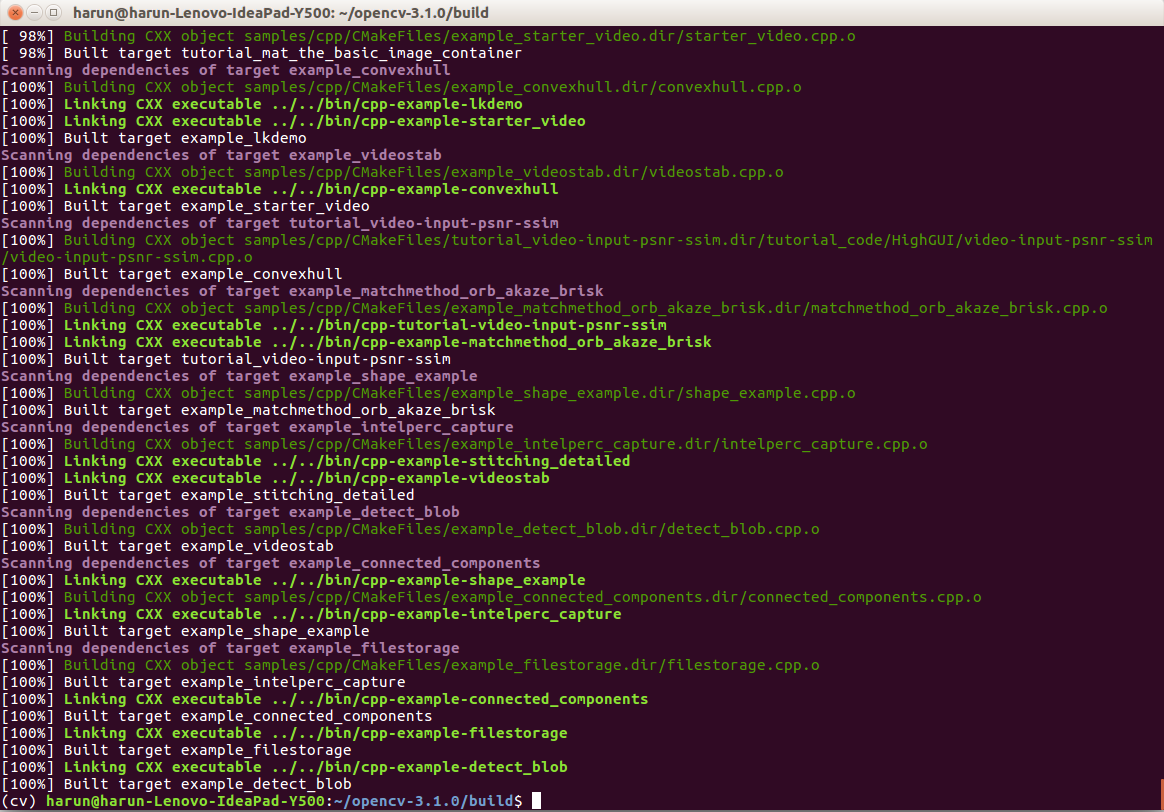 harun@harun-Lenovo-IdeaPad-Y500: ~/opencv-3.1.0/build
[ 98%] Building CXX object samples/cpp/CMakeFiles/example_starter_video.dir/starter_video.cpp.o
[ 98%] Built target tutorial_mat_the_basic_image_container
Scanning dependencies of target example_convexhull
[100%] Building CXX object samples/cpp/CMakeFiles/example_convexhull.dir/convexhull.cpp.o
[100%] Linking CXX executable ../../bin/cpp-example-lkdemo
[100%] Linking CXX executable ../../bin/cpp-example-starter_video
[100%] Built target example_lkdemo
Scanning dependencies of target example_videostab
[100%] Building CXX object samples/cpp/CMakeFiles/example_videostab.dir/videostab.cpp.o
[100%] Linking CXX executable ../../bin/cpp-example-convexhull
[100%] Built target example_starter_video
Scanning dependencies of target tutorial_video-input-psnr-ssim
[100%] Building CXX object samples/cpp/CMakeFiles/tutorial_video-input-psnr-ssim.dir/tutorial_code/HighGUI/video-input-psnr-ssim
/video-input-psnr-ssim.cpp.o
[100%] Built target example_convexhull
Scanning dependencies of target example_matchmethod_orb_akaze_brisk
[100%] Building CXX object samples/cpp/CMakeFiles/example_matchmethod_orb_akaze_brisk.dir/matchmethod_orb_akaze_brisk.cpp.o
[100%] Linking CXX executable ../../bin/cpp-tutorial-video-input-psnr-ssim
[100%] Linking CXX executable ../../bin/cpp-example-matchmethod_orb_akaze_brisk
[100%] Built target tutorial_video-input-psnr-ssim
Scanning dependencies of target example_shape_example
[100%] Building CXX object samples/cpp/CMakeFiles/example_shape_example.dir/shape_example.cpp.o
[100%] Built target example_matchmethod_orb_akaze_brisk
Scanning dependencies of target example_intelperc_capture
[100%] Building CXX object samples/cpp/CMakeFiles/example_intelperc_capture.dir/intelperc_capture.cpp.o
[100%] Linking CXX executable ../../bin/cpp-example-stitching_detailed
[100%] Linking CXX executable ../../bin/cpp-example-videostab
[100%] Built target example_stitching_detailed
Scanning dependencies of target example_detect_blob
[100%] Building CXX object samples/cpp/CMakeFiles/example_detect_blob.dir/detect_blob.cpp.o
[100%] Built target example_videostab
Scanning dependencies of target example_connected_components
[100%] Linking CXX executable ../../bin/cpp-example-shape_example
[100%] Building CXX object samples/cpp/CMakeFiles/example_connected_components.dir/connected_components.cpp.o
[100%] Linking CXX executable ../../bin/cpp-example-intelperc_capture
[100%] Built target example_shape_example
Scanning dependencies of target example_filestorage
[100%] Building CXX object samples/cpp/CMakeFiles/example_filestorage.dir/filestorage.cpp.o
[100%] Built target example_intelperc_capture
[100%] Linking CXX executable ../../bin/cpp-example-connected_components
[100%] Built target example_connected_components
[100%] Linking CXX executable ../../bin/cpp-example-filestorage
[100%] Built target example_filestorage
[100%] Linking CXX executable ../../bin/cpp-example-detect_blob
[100%] Built target example_detect_blob
(cv) harun@harun-Lenovo-IdeaPad-Y500:~/opencv-3.1.0/build$